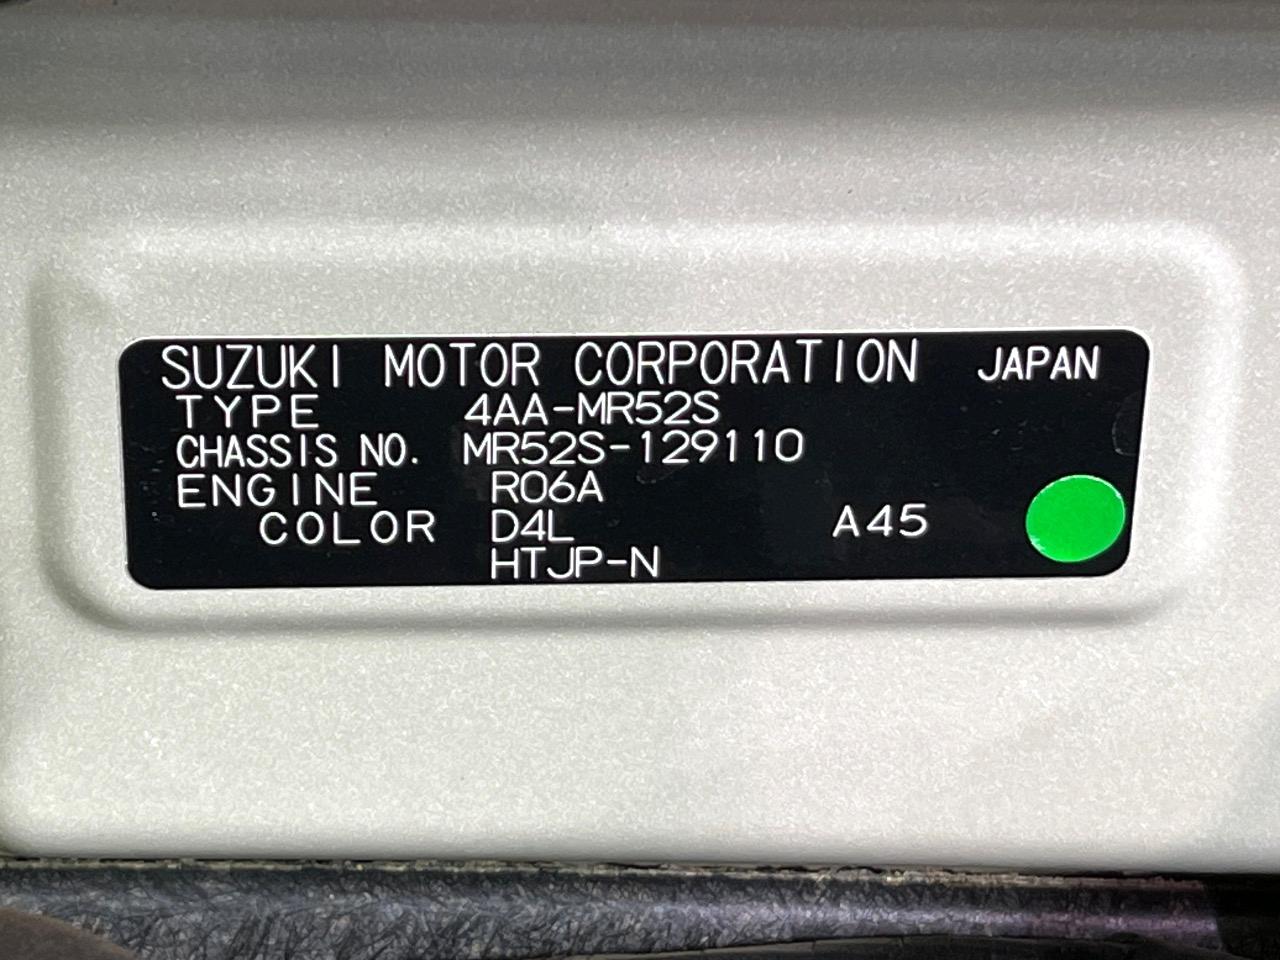 SUZUKI MOTOR CORPORATION JAPAN
TYPE 4AA-MR52S
CHASSIS NO. MR52S-129110
ENGINE R06A
COLOR D4L A45
HTJP-N